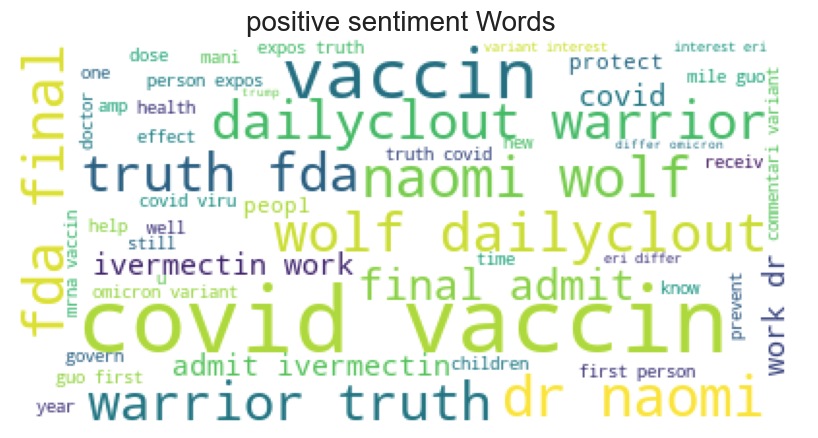 positive sentiment Words
fda final
dose
mani
expos truth
variant interest
interest eri
one
person expos
vaccin
protect
mile guo
doctor
amp
health
trump
covid
commentari variant
effect
dailyclout warrior
new
differ omicron
truth fda
truth covid
naomi wolf
receiv
mrna vaccin
covid viru
peopl
help
well
still
wolf dailyclout
ivermectin work
time
eri differ
work dr
u
omicron variant
final admit
know
prevent
covid vaccin
govern
admit ivermectin
children
first person
guo first
year
warrior truth
dr naomi